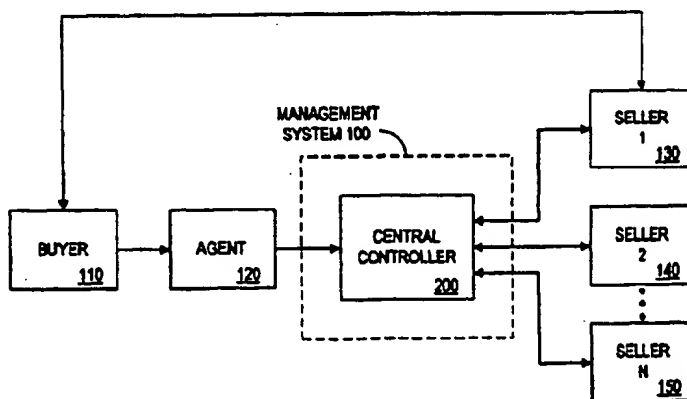 MANAGEMENT
SYSTEM 100
SELLER
1
130
BUYER
110
AGENT
120
CENTRAL
CONTROLLER
200
SELLER
2
140
SELLER
N
150